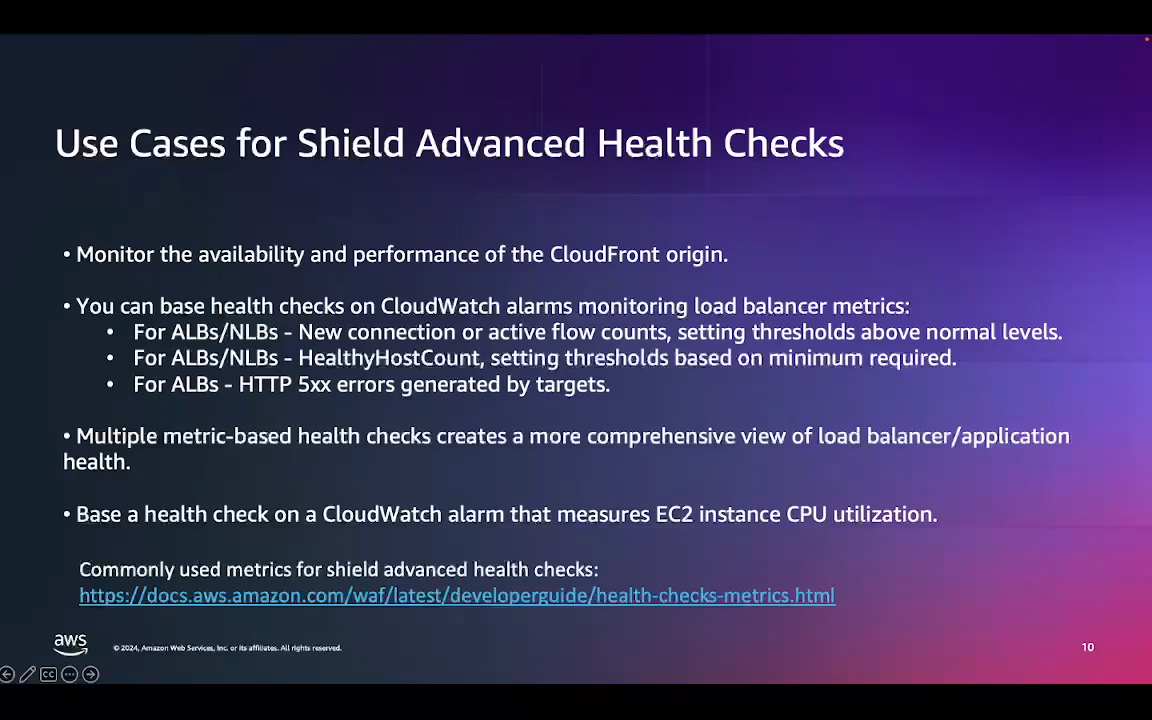 Use Cases for Shield Advanced Health Checks
• Monitor the availability and performance of the CloudFront origin.
• You can base health checks on CloudWatch alarms monitoring load balancer metrics:
• For ALBs/NLBs - New connection or active flow counts, setting thresholds above normal levels.
• For ALBs/NLBs - HealthyHostCount, setting thresholds based on minimum required.
• For ALBs - HTTP 5xx errors generated by targets.
• Multiple metric-based health checks creates a more comprehensive view of load balancer/application
health.
• Base a health check on a CloudWatch alarm that measures EC2 instance CPU utilization.
Commonly used metrics for shield advanced health checks:
https://docs.aws.amazon.com/waf/latest/developerguide/health-checks-metrics.html
aws
© 2024, Amazon Web Services, Inc. or its affiliates. All rights reserved.
10
CC